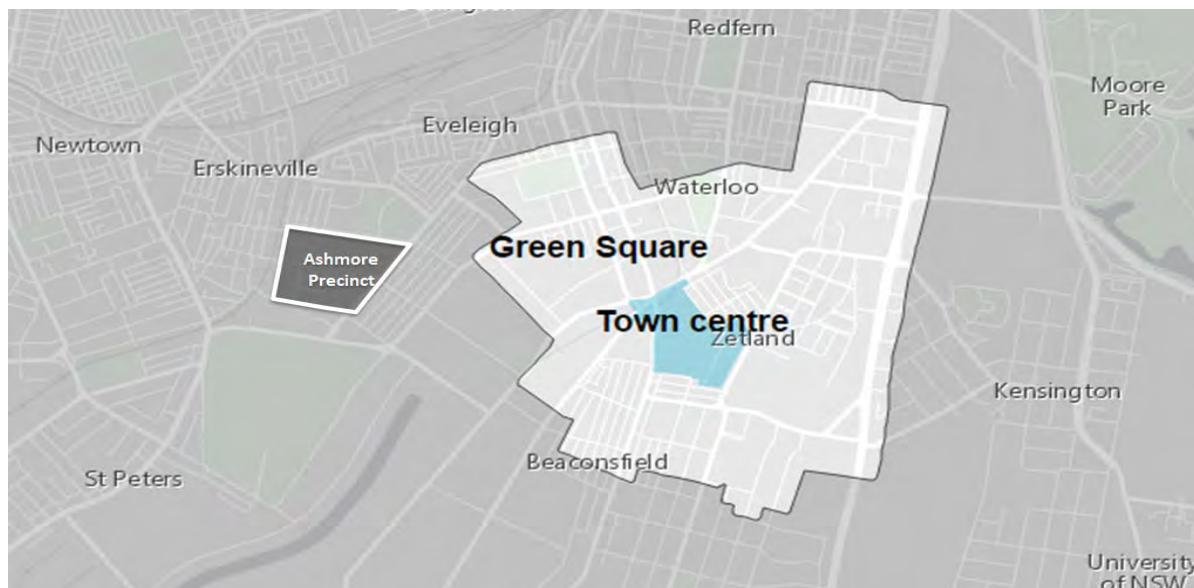 Redfern
Moore
Park
Eveleigh
Newtown
Erskineville
Waterloo
Green Square
Ashmore
Precinct
Town centre
Zetland
Kensington
Beaconsfield
St Peters
University
of NSW